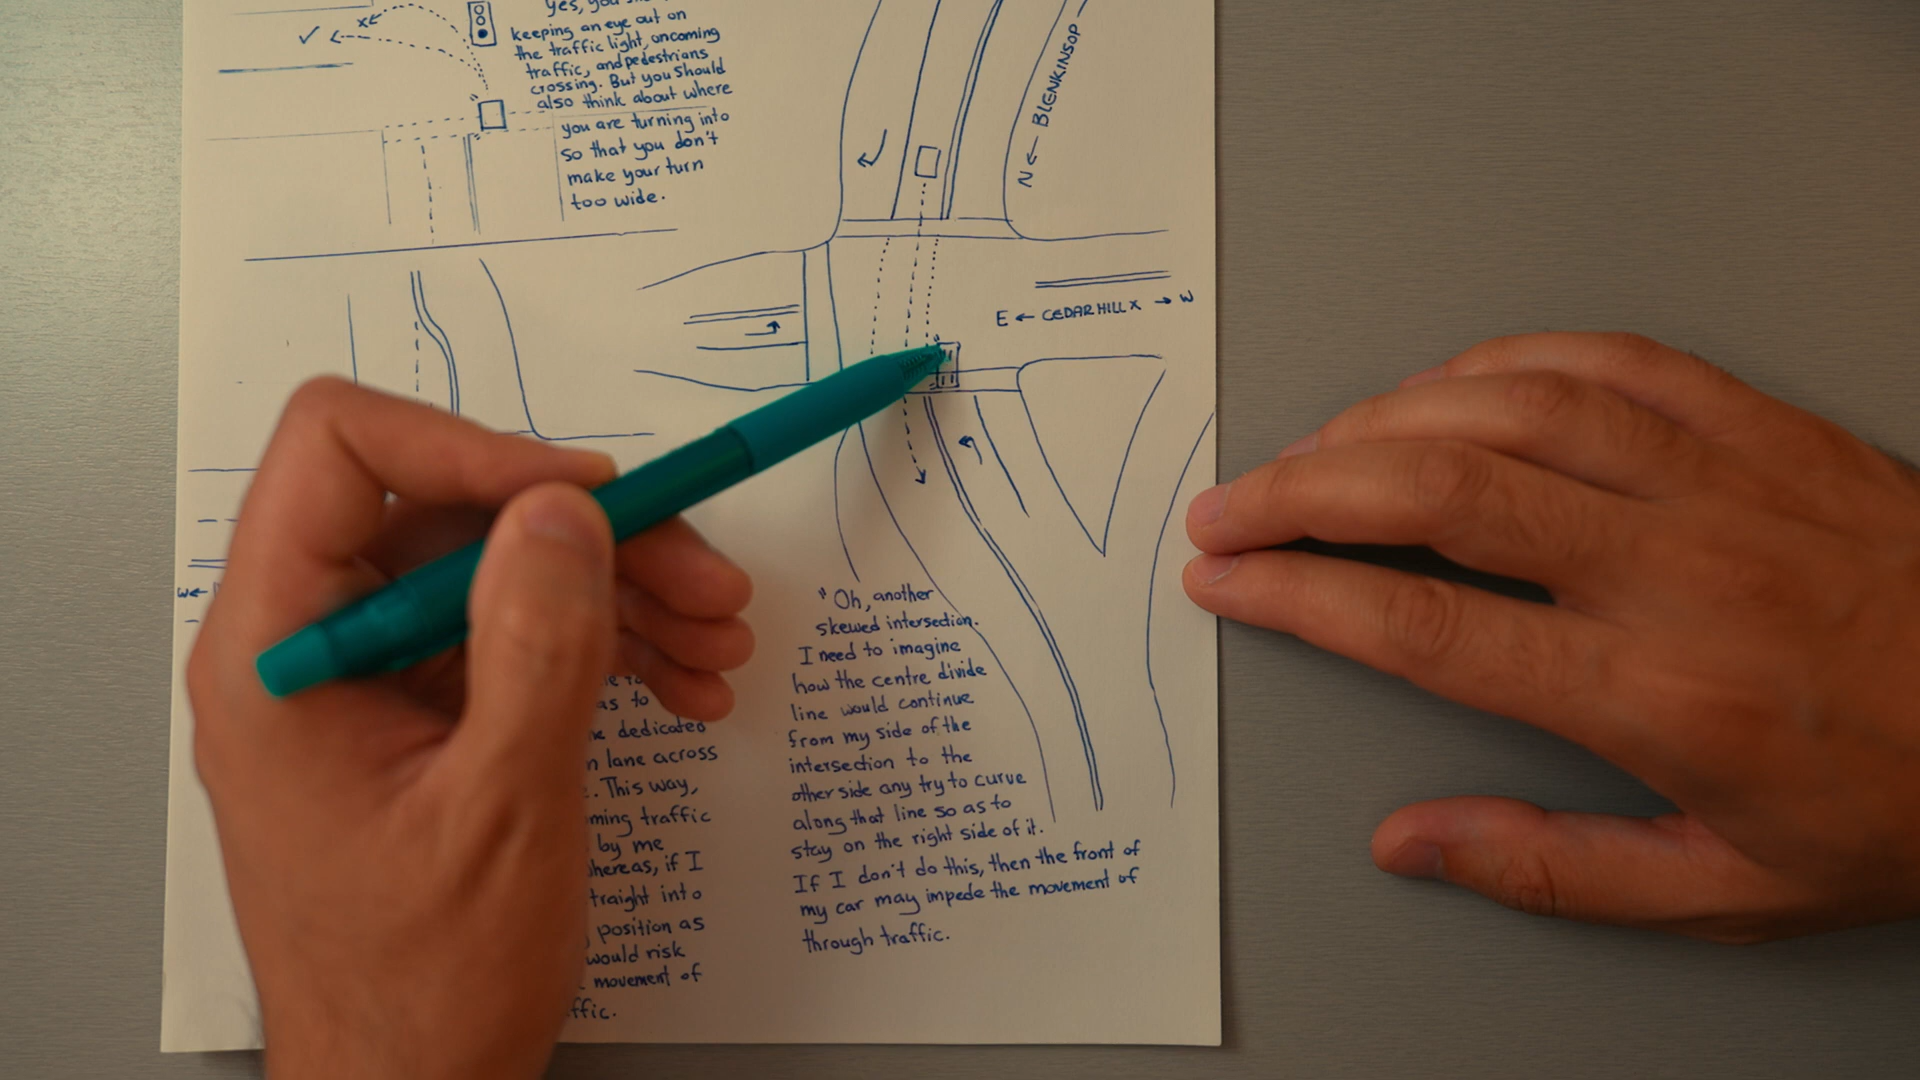 yes, you
keeping an eye out on
the traffic light, oncoming
traffic, and pedestrians
crossing. But you should
also think about where
you are turning into
so that you don't
make your turn
too wide.
N ← BLENKINSOP
E ← CEDAR HILL X → W
W ←
as to
dedicated
n lane across
. This way,
ming traffic
by me
whereas, if I
traight into
position as
would risk
movement of
ffic.
"Oh, another
skewed intersection.
I need to imagine
how the centre divide
line would continue
from my side of the
intersection to the
other side any try to curve
along that line so as to
stay on the right side of it.
If I don't do this, then the front of
my car may impede the movement of
through traffic.